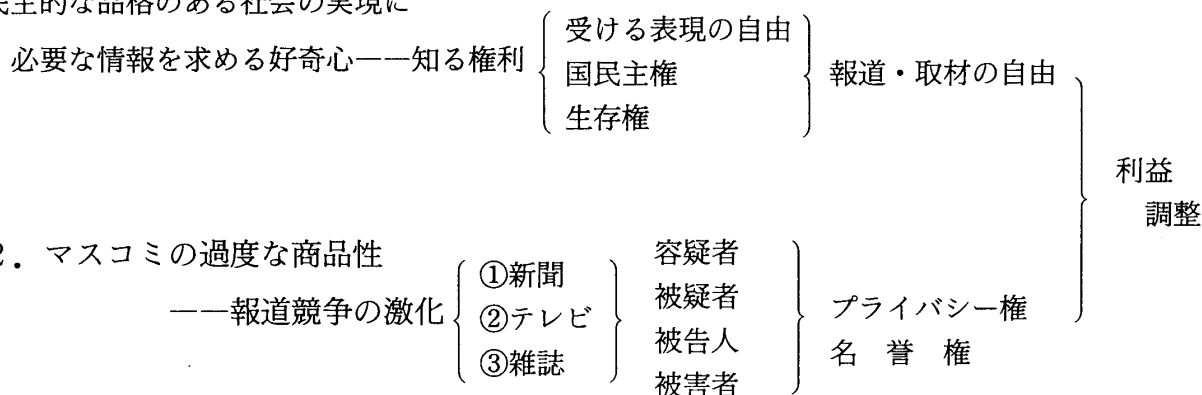 民主的な品格のある社会の実現に
必要な情報を求める好奇心——知る権利
受ける表現の自由
国民主権
生存権
報道・取材の自由
利益
調整
2．マスコミの過度な商品性
——報道競争の激化
①新聞
②テレビ
③雑誌
容疑者
被疑者
被告人
被害者
プライバシー権
名誉権